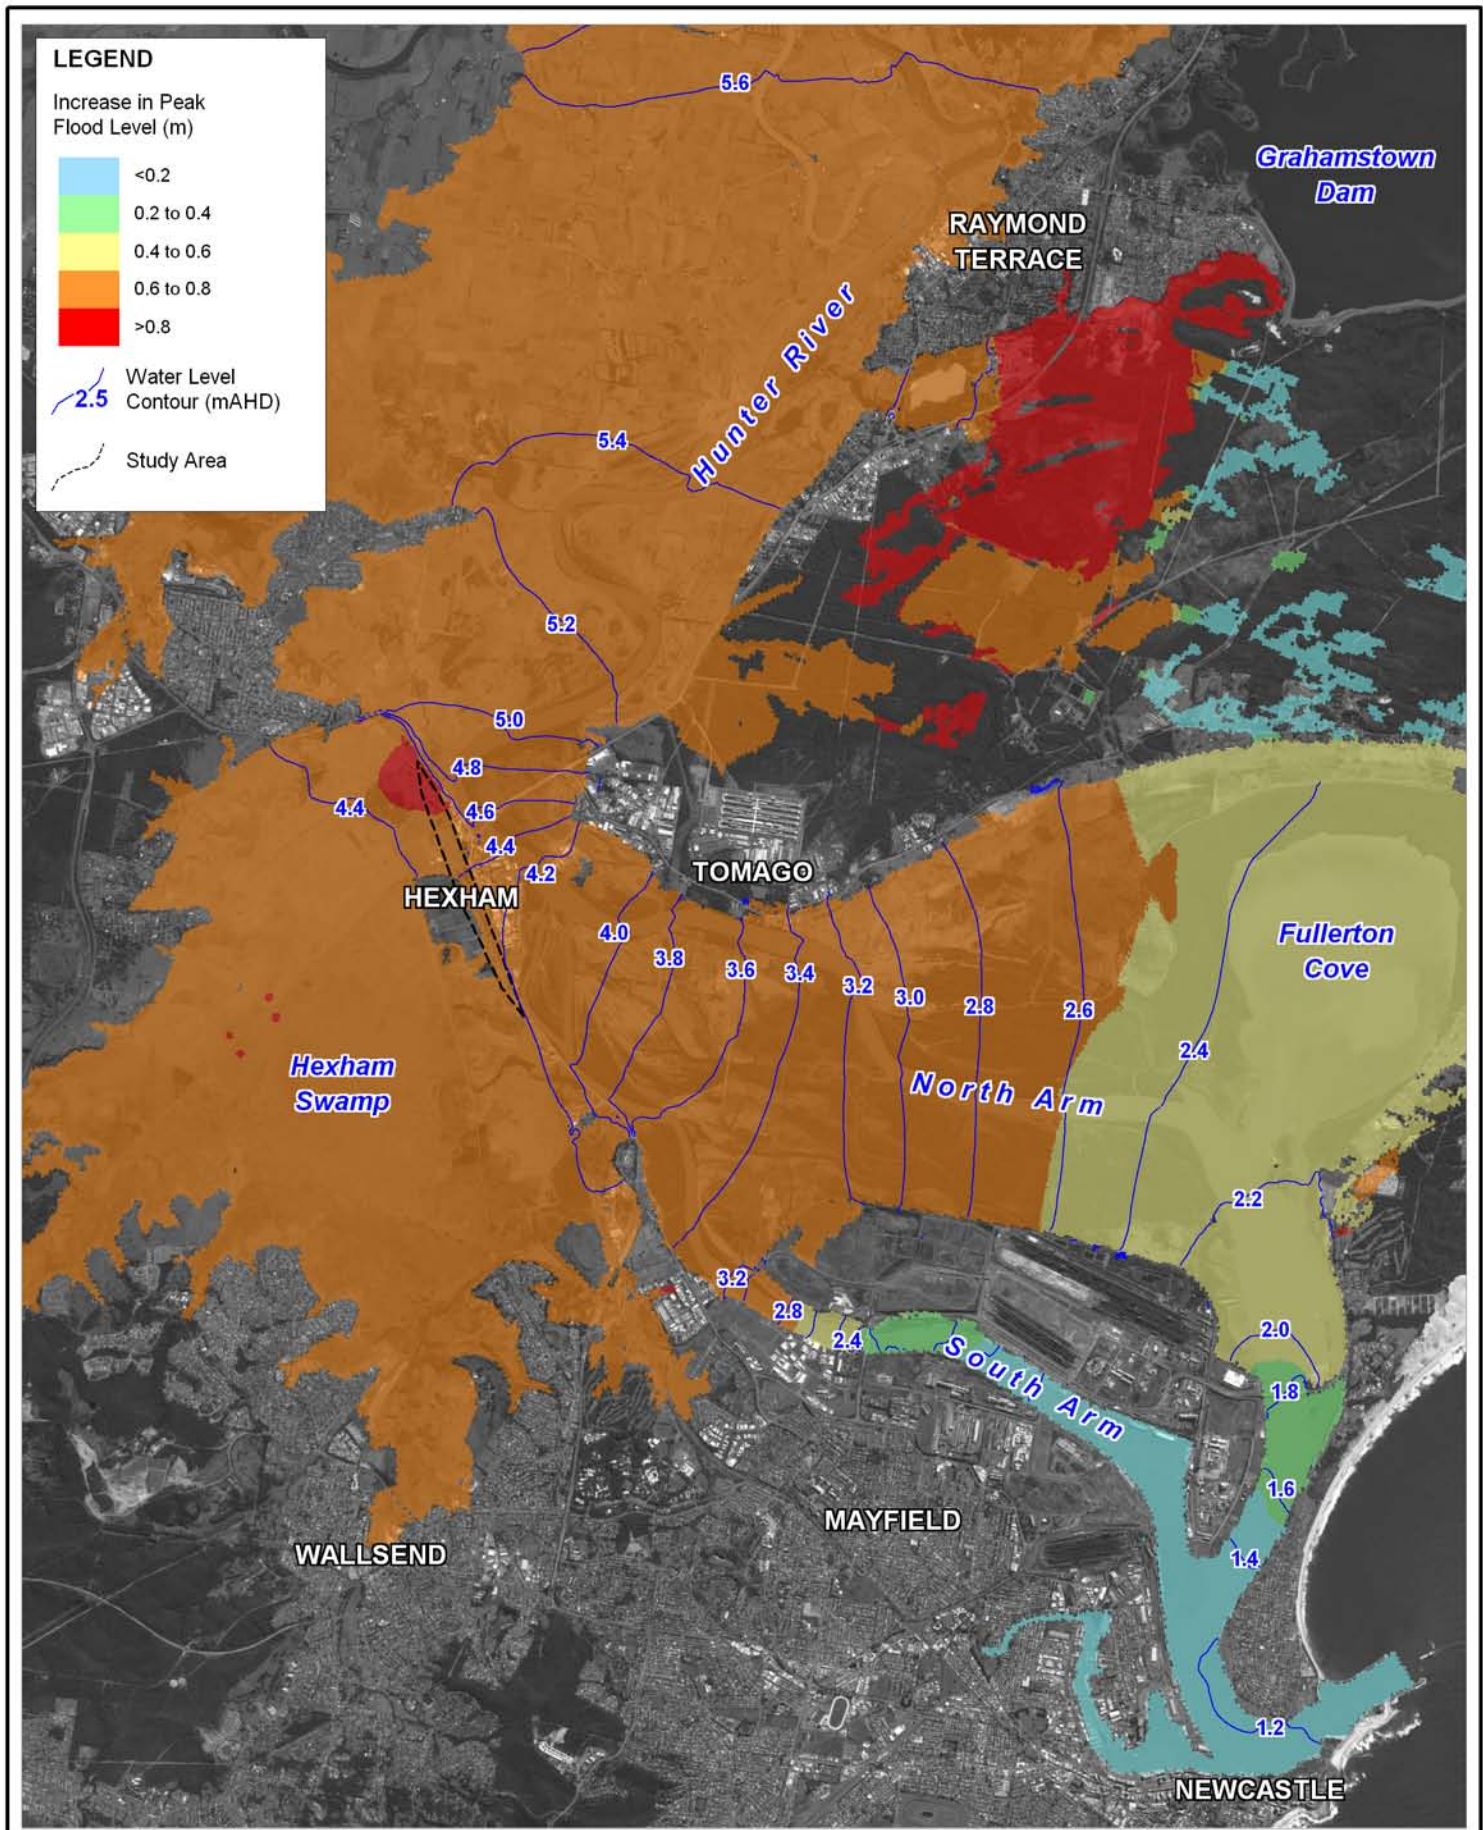 LEGEND
Increase in Peak
Flood Level (m)
<0.2
0.2 to 0.4
0.4 to 0.6
0.6 to 0.8
>0.8
2.5
Water Level
Contour (mAHD)
Study Area
5.6
Grahamstown
Dam
RAYMOND
TERRACE
Hunter River
5.4
5.2
5.0
4.8
4.6
4.4
4.4
4.2
HEXHAM
TOMAGO
4.0
3.8
3.6
3.4
3.2
3.0
2.8
2.6
2.4
Fullerton
Cove
Hexham
Swamp
North Arm
2.2
3.2
2.8
2.4
2.0
South Arm
1.8
1.6
MAYFIELD
1.4
WALLSEND
1.2
NEWCASTLE